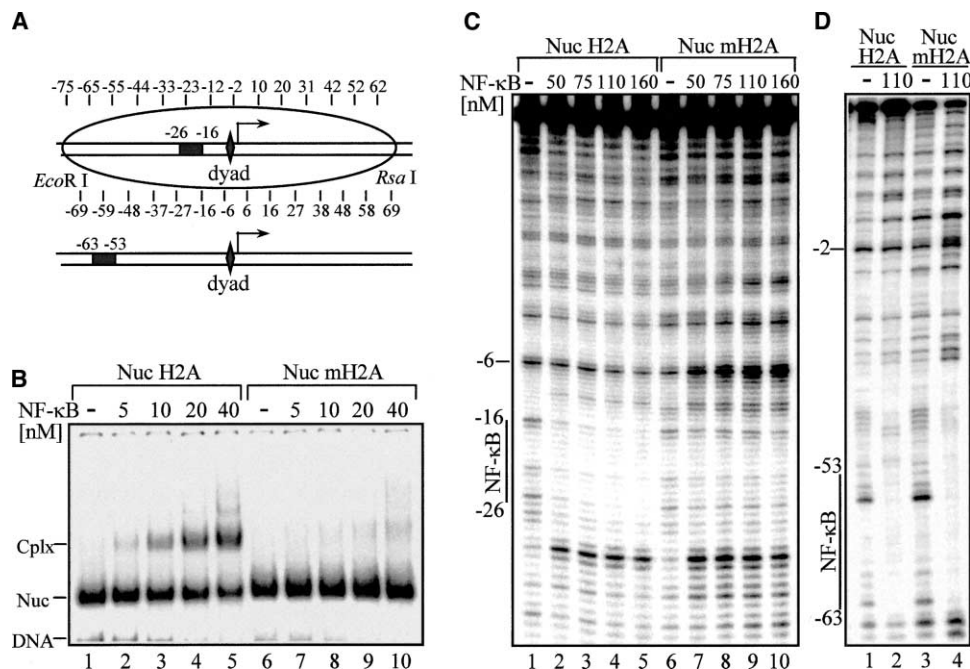 A
-75 -65 -55 -44 -33 -23 -12 -2 10 20 31 42 52 62
-26 -16
dyad
EcoR I
Rsa I
-69 -59 -48 -37 -27 -16 -6 6 16 27 38 48 58 69
-63 -53
dyad
B
Nuc H2A Nuc mH2A
NF-κB - 5 10 20 40 - 5 10 20 40
[nM]
Cplx
Nuc
DNA
1 2 3 4 5 6 7 8 9 10
C
Nuc H2A Nuc mH2A
NF-κB - 50 75 110 160 - 50 75 110 160
[nM]
-6
-16
NF-κB
-26
1 2 3 4 5 6 7 8 9 10
D
Nuc H2A
Nuc mH2A
- 110 - 110
-2
-53
NF-κB
-63
1 2 3 4